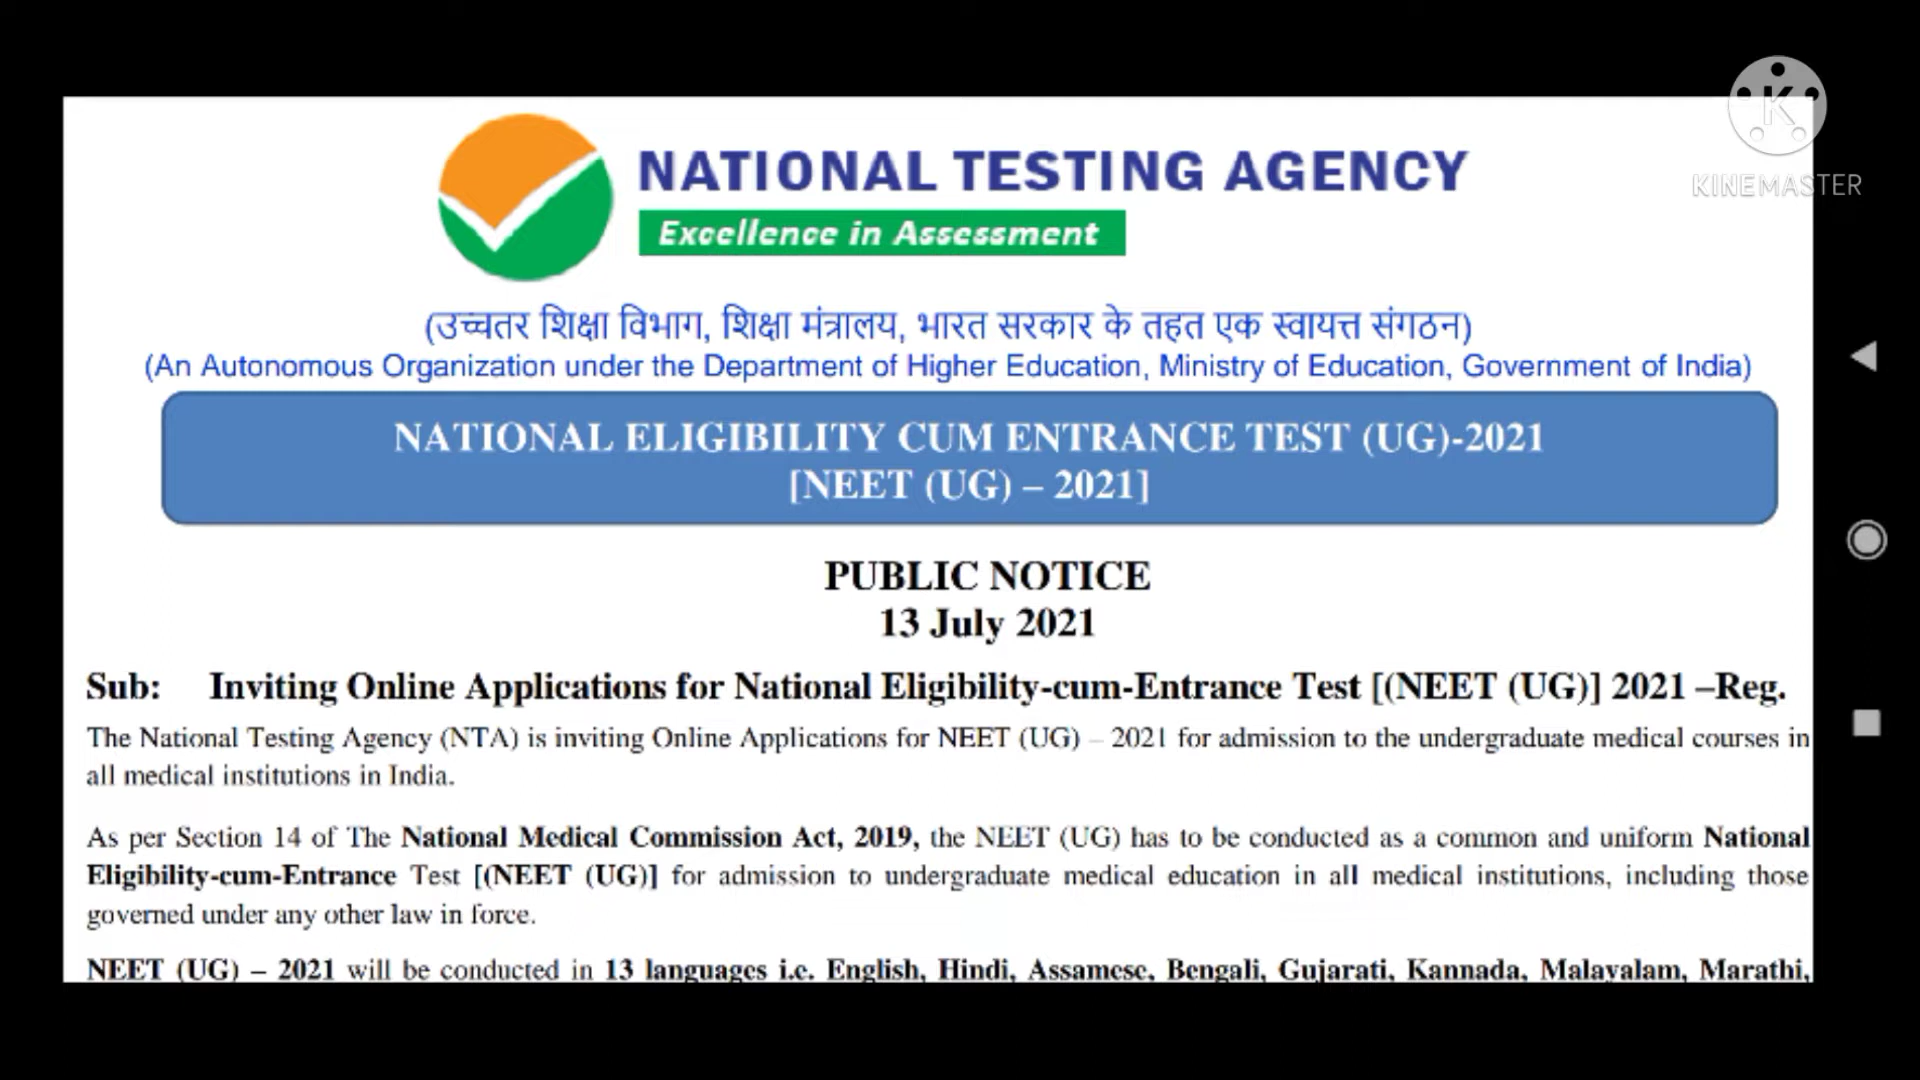 NATIONAL TESTING AGENCY
Excellence in Assessment
K
KINEMASTER
(उच्चतर शिक्षा विभाग, शिक्षा मंत्रालय, भारत सरकार के तहत एक स्वायत्त संगठन)
(An Autonomous Organization under the Department of Higher Education, Ministry of Education, Government of India)
NATIONAL ELIGIBILITY CUM ENTRANCE TEST (UG)-2021
[NEET (UG) – 2021]
PUBLIC NOTICE
13 July 2021
Sub: Inviting Online Applications for National Eligibility-cum-Entrance Test [(NEET (UG)] 2021 –Reg.
The National Testing Agency (NTA) is inviting Online Applications for NEET (UG) – 2021 for admission to the undergraduate medical courses in
all medical institutions in India.
As per Section 14 of The National Medical Commission Act, 2019, the NEET (UG) has to be conducted as a common and uniform National
Eligibility-cum-Entrance Test [(NEET (UG)] for admission to undergraduate medical education in all medical institutions, including those
governed under any other law in force.
NEET (UG) – 2021 will be conducted in 13 languages i.e. English, Hindi, Assamese, Bengali, Gujarati, Kannada, Malayalam, Marathi,